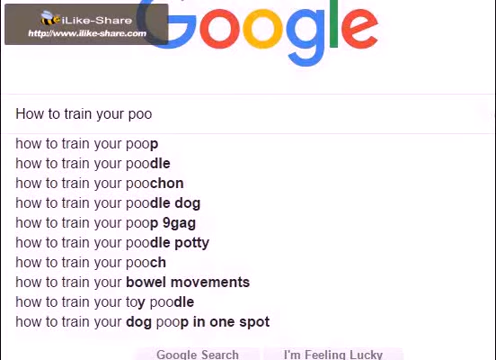 iLike-Share
http://www.ilike-share.com
Google
How to train your poo
how to train your poop
how to train your poodle
how to train your poochon
how to train your poodle dog
how to train your poop 9gag
how to train your poodle potty
how to train your pooch
how to train your bowel movements
how to train your toy poodle
how to train your dog poop in one spot
Google Search
I'm Feeling Lucky